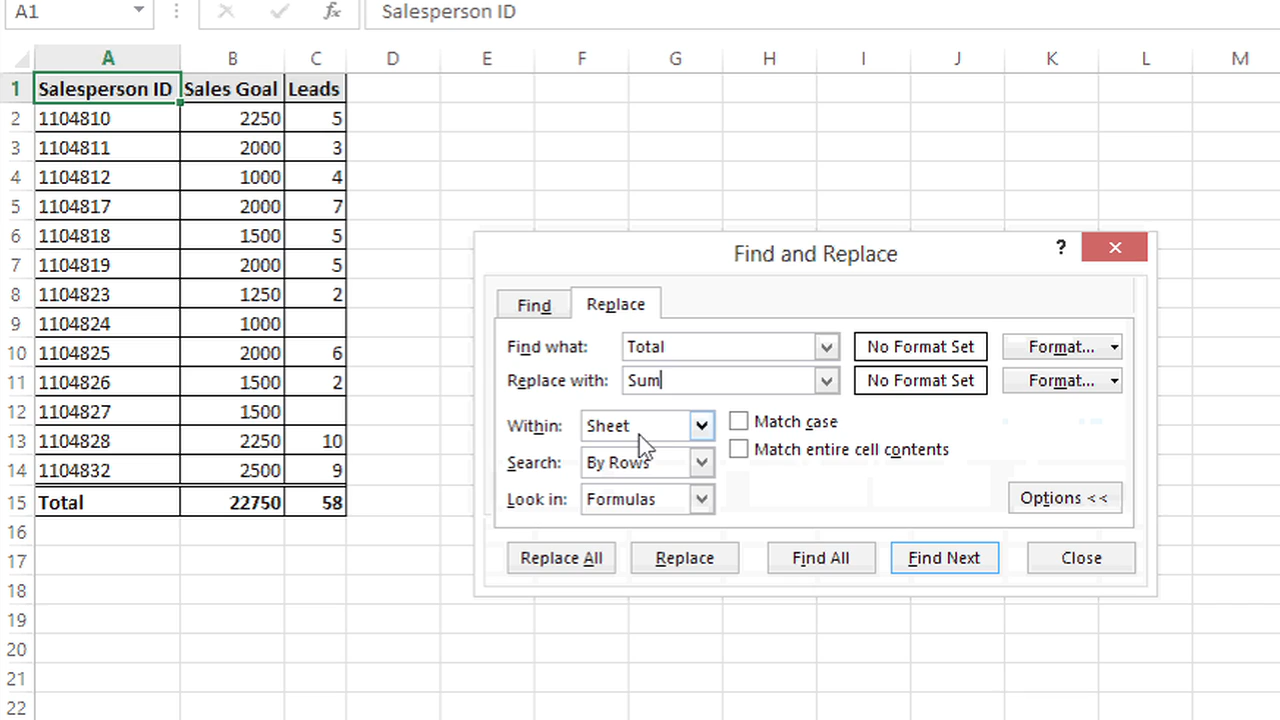 A1 fx Salesperson ID
A B C D E F G H I J K L M
1 Salesperson ID Sales Goal Leads
2 1104810 2250 5
3 1104811 2000 3
4 1104812 1000 4
5 1104817 2000 7
6 1104818 1500 5
7 1104819 2000 5
8 1104823 1250 2
9 1104824 1000
10 1104825 2000 6
11 1104826 1500 2
12 1104827 1500
13 1104828 2250 10
14 1104832 2500 9
15 Total 22750 58
16
17
18
19
20
21
22
Find and Replace ?
Find Replace
Find what: Total No Format Set Format...
Replace with: Sum No Format Set Format...
Within: Sheet Match case
Match entire cell contents
Search: By Rows
Look in: Formulas Options <<
Replace All Replace Find All Find Next Close